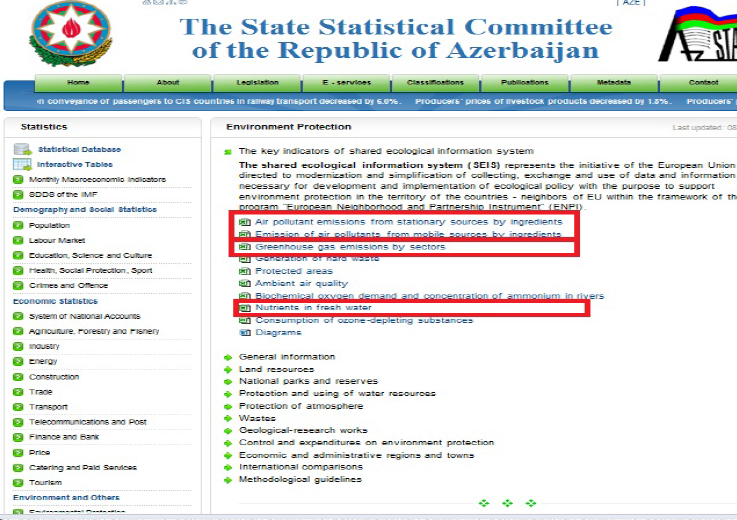 | AZE |
The State Statistical Committee
of the Republic of Azerbaijan
STA
Home
About
Legislation
E - services
Classifications
Publications
Metadata
Contact
n conveyance of passengers to CIS countries in railway transport decreased by 6.0%. Producers' prices of livestock products decreased by 1.8%. Producers'
Statistics
Statistical Database
Interactive Tables
Monthly Macroeconomic Indicators
SDDS of the IMF
Demography and Social Statistics
Population
Labour Market
Education, Science and Culture
Health, Social Protection, Sport
Crimes and Offence
Economic Statistics
System of National Accounts
Agriculture, Forestry and Fishery
Industry
Energy
Construction
Trade
Transport
Telecommunications and Post
Finance and Bank
Price
Catering and Paid Services
Tourism
Environment and Others
Environmental Protection
Environment Protection
Last updated: 08
The key indicators of shared ecological information system
The shared ecological information system (SEIS) represents the initiative of the European Union
directed to modernization and simplification of collecting, exchange and use of data and information
necessary for development and implementation of ecological policy with the purpose to support
environment protection in the territory of the countries - neighbors of EU within the framework of th
program "European Neighborhood and Partnership Instrument" (ENPI).
Air pollutant emissions from stationary sources by ingredients
Emission of air pollutants from mobile sources by ingredients
Greenhouse gas emissions by sectors
Generation of hard waste
Protected areas
Ambient air quality
Biochemical oxygen demand and concentration of ammonium in rivers
Nutrients in fresh water
Consumption of ozone-depleting substances
Diagrams
General information
Land resources
National parks and reserves
Protection and using of water resources
Protection of atmosphere
Wastes
Geological-research works
Control and expenditures on environment protection
Economic and administrative regions and towns
International comparisons
Methodological guidelines